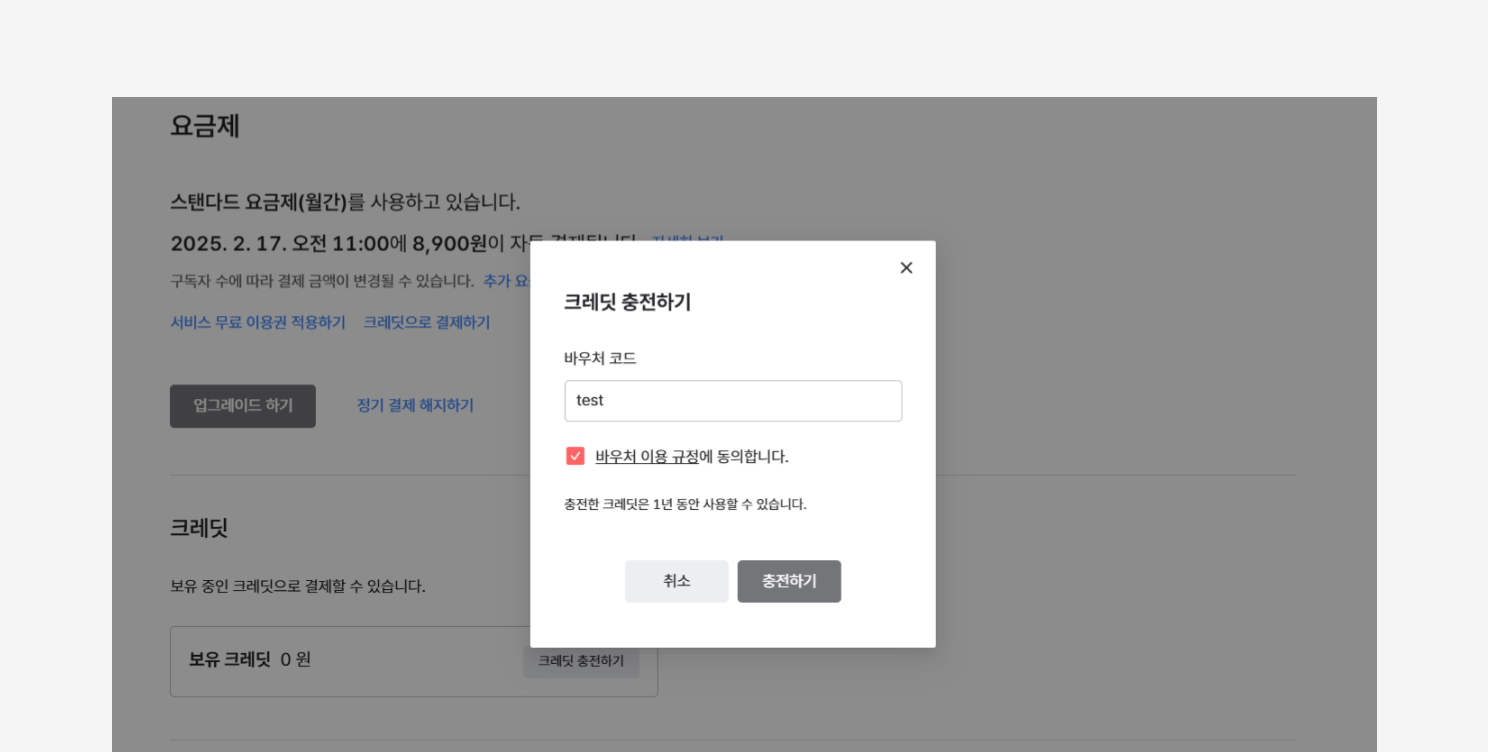 요금제
스탠다드 요금제(월간)를 사용하고 있습니다.
2025. 2. 17. 오전 11:00에 8,900원이 자동 결제됩니다. 자세히 보기
구독자 수에 따라 결제 금액이 변경될 수 있습니다. 추가 요
서비스 무료 이용권 적용하기 크레딧으로 결제하기
업그레이드 하기 정기 결제 해지하기
크레딧
보유 중인 크레딧으로 결제할 수 있습니다.
보유 크레딧 0 원
크레딧 충전하기
크레딧 충전하기
바우처 코드
test
바우처 이용 규정에 동의합니다.
충전한 크레딧은 1년 동안 사용할 수 있습니다.
취소 충전하기